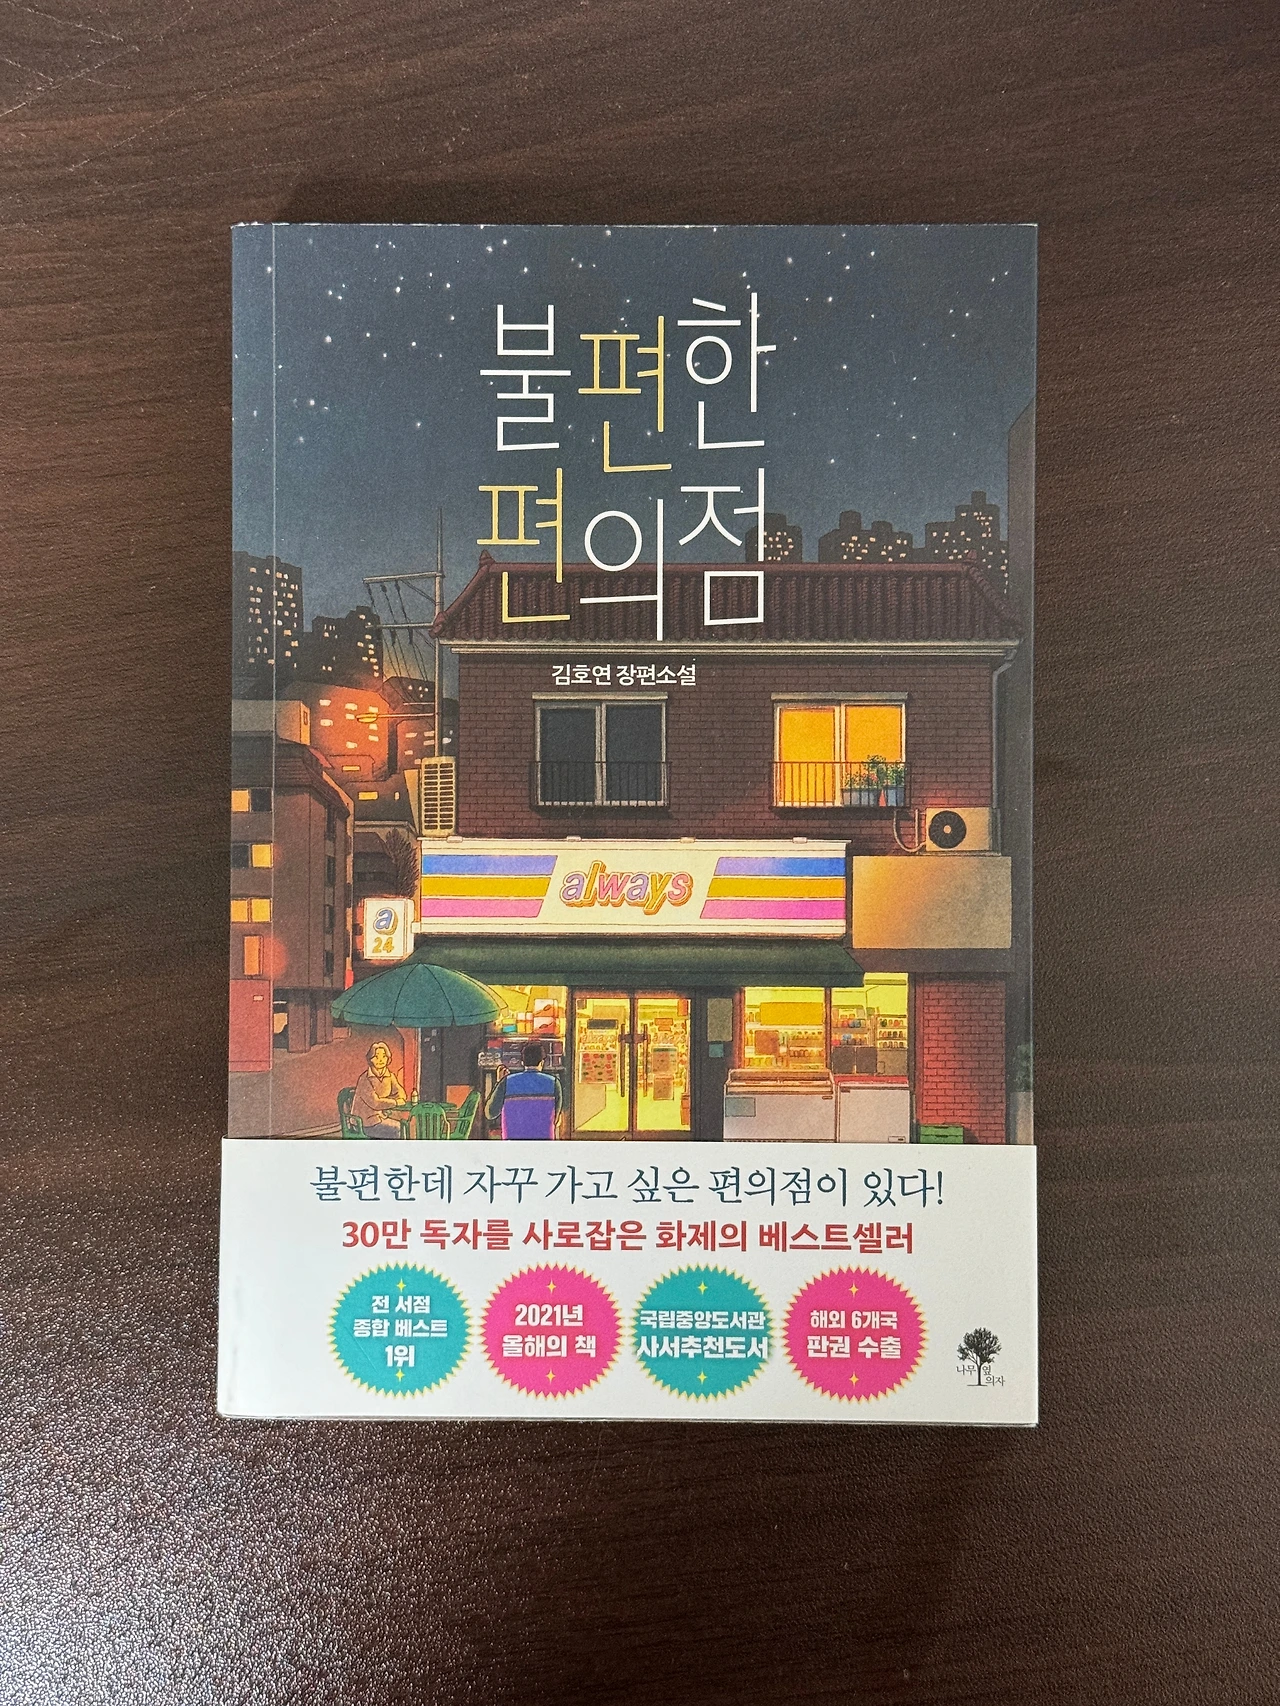 불편한
편의점
김호연 장편소설
always
a
24
불편한데 자꾸 가고 싶은 편의점이 있다!
30만 독자를 사로잡은 화제의 베스트셀러
전 서점
종합 베스트
1위
2021년
올해의 책
국립중앙도서관
사서추천도서
해외 6개국
판권 수출
나무옆
의자